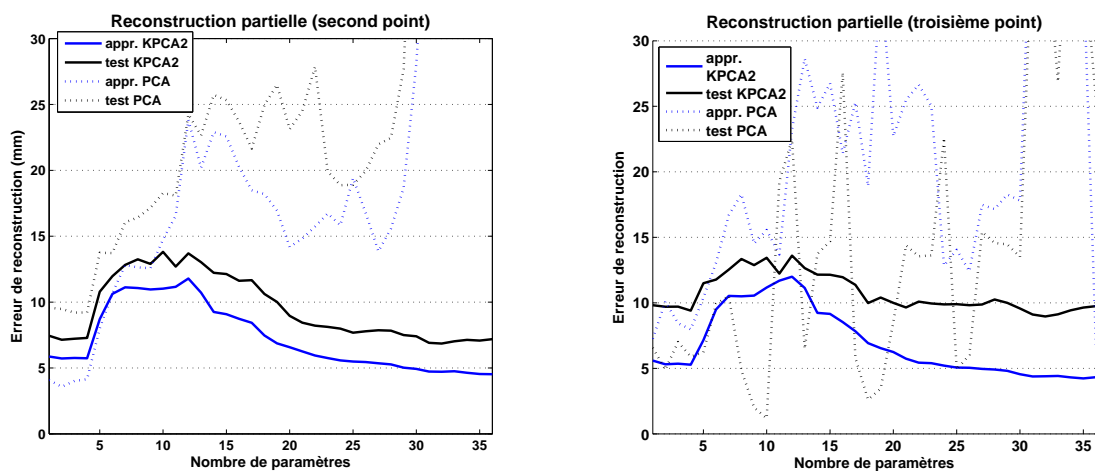 Reconstruction partielle (second point)
30
25
20
15
10
5
0
Erreur de reconstruction (mm)
appr. KPCA2
test KPCA2
appr. PCA
test PCA
5 10 15 20 25 30 35
Nombre de paramètres
Reconstruction partielle (troisième point)
30
25
20
15
10
5
0
Erreur de reconstruction
appr.
KPCA2
test KPCA2
appr. PCA
test PCA
5 10 15 20 25 30 35
Nombre de paramètres